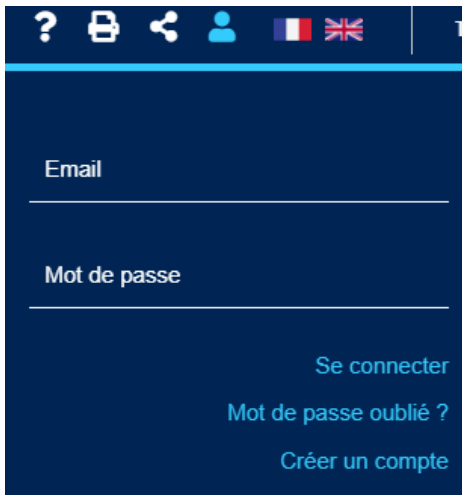 ?
Email
Mot de passe
Se connecter
Mot de passe oublié ?
Créer un compte